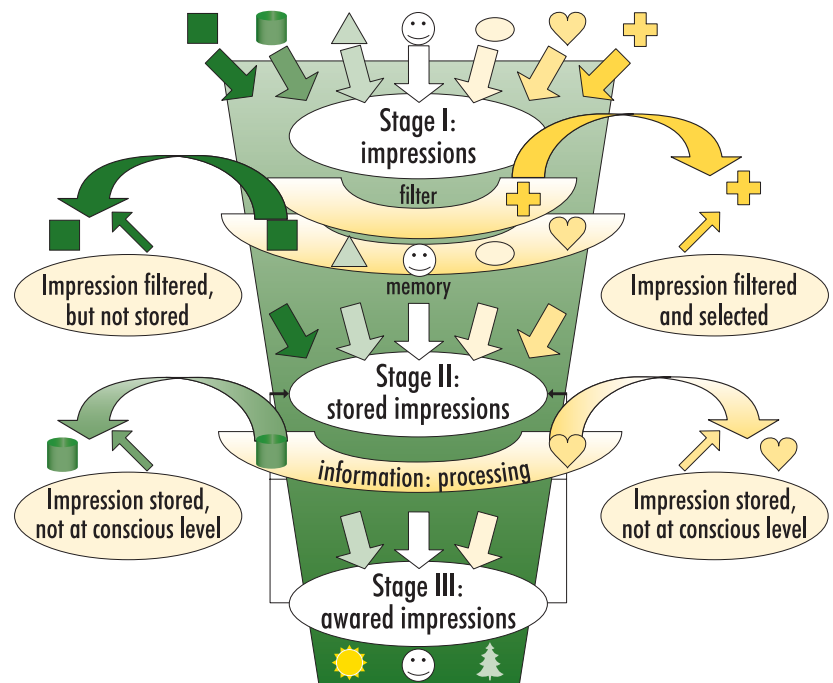 Stage I:
impressions
filter
memory
Impression filtered,
but not stored
Impression filtered
and selected
Stage II:
stored impressions
information: processing
Impression stored,
not at conscious level
Impression stored,
not at conscious level
Stage III:
awared impressions